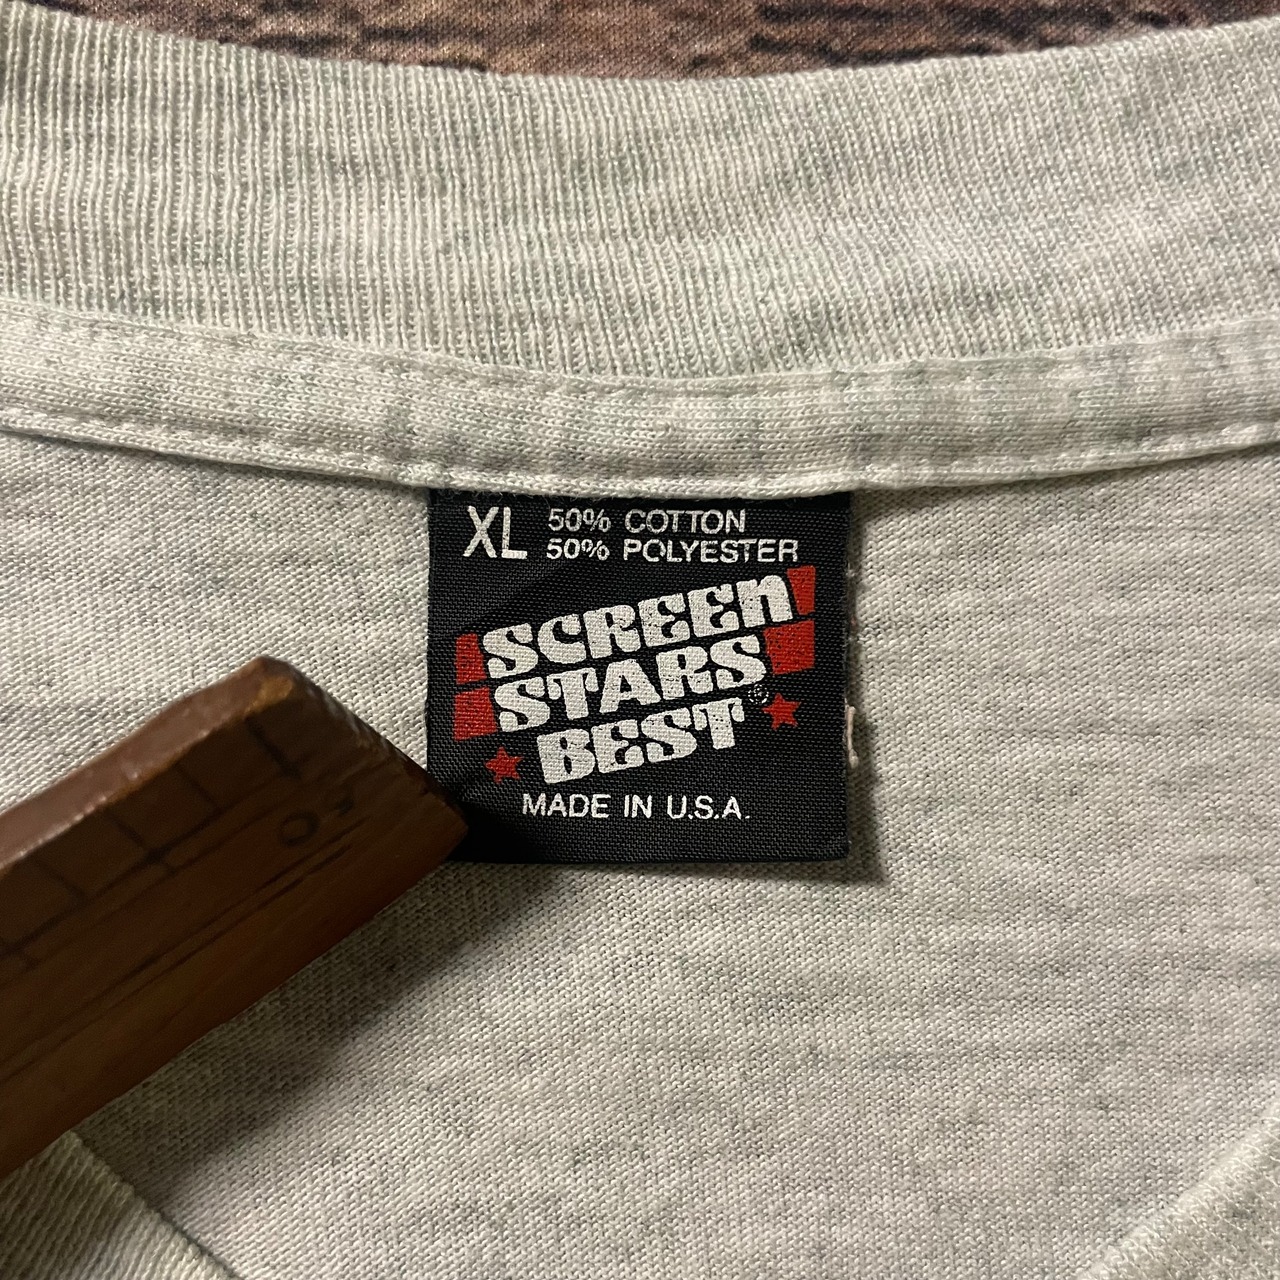 XL 50% COTTON
50% POLYESTER
SCREEN
STARS
BEST®
MADE IN U.S.A.